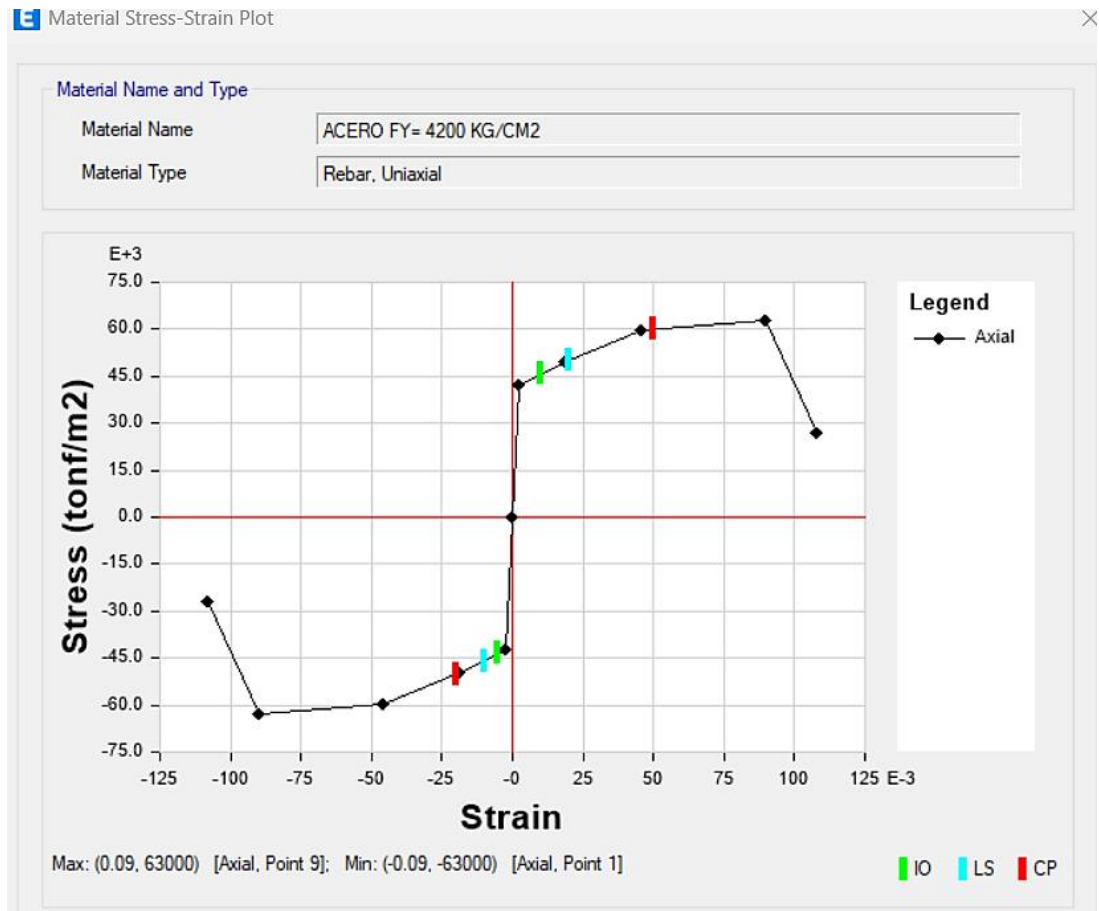 E Material Stress-Strain Plot
Material Name and Type
Material Name ACERO FY= 4200 KG/CM2
Material Type Rebar, Uniaxial
E+3
75.0
60.0
45.0
30.0
15.0
0.0
-15.0
-30.0
-45.0
-60.0
-75.0
Stress (tonf/m2)
-125 -100 -75 -50 -25 -0 25 50 75 100 125 E-3
Strain
Legend
Axial
Max: (0.09, 63000) [Axial, Point 9]; Min: (-0.09, -63000) [Axial, Point 1]
IO LS CP